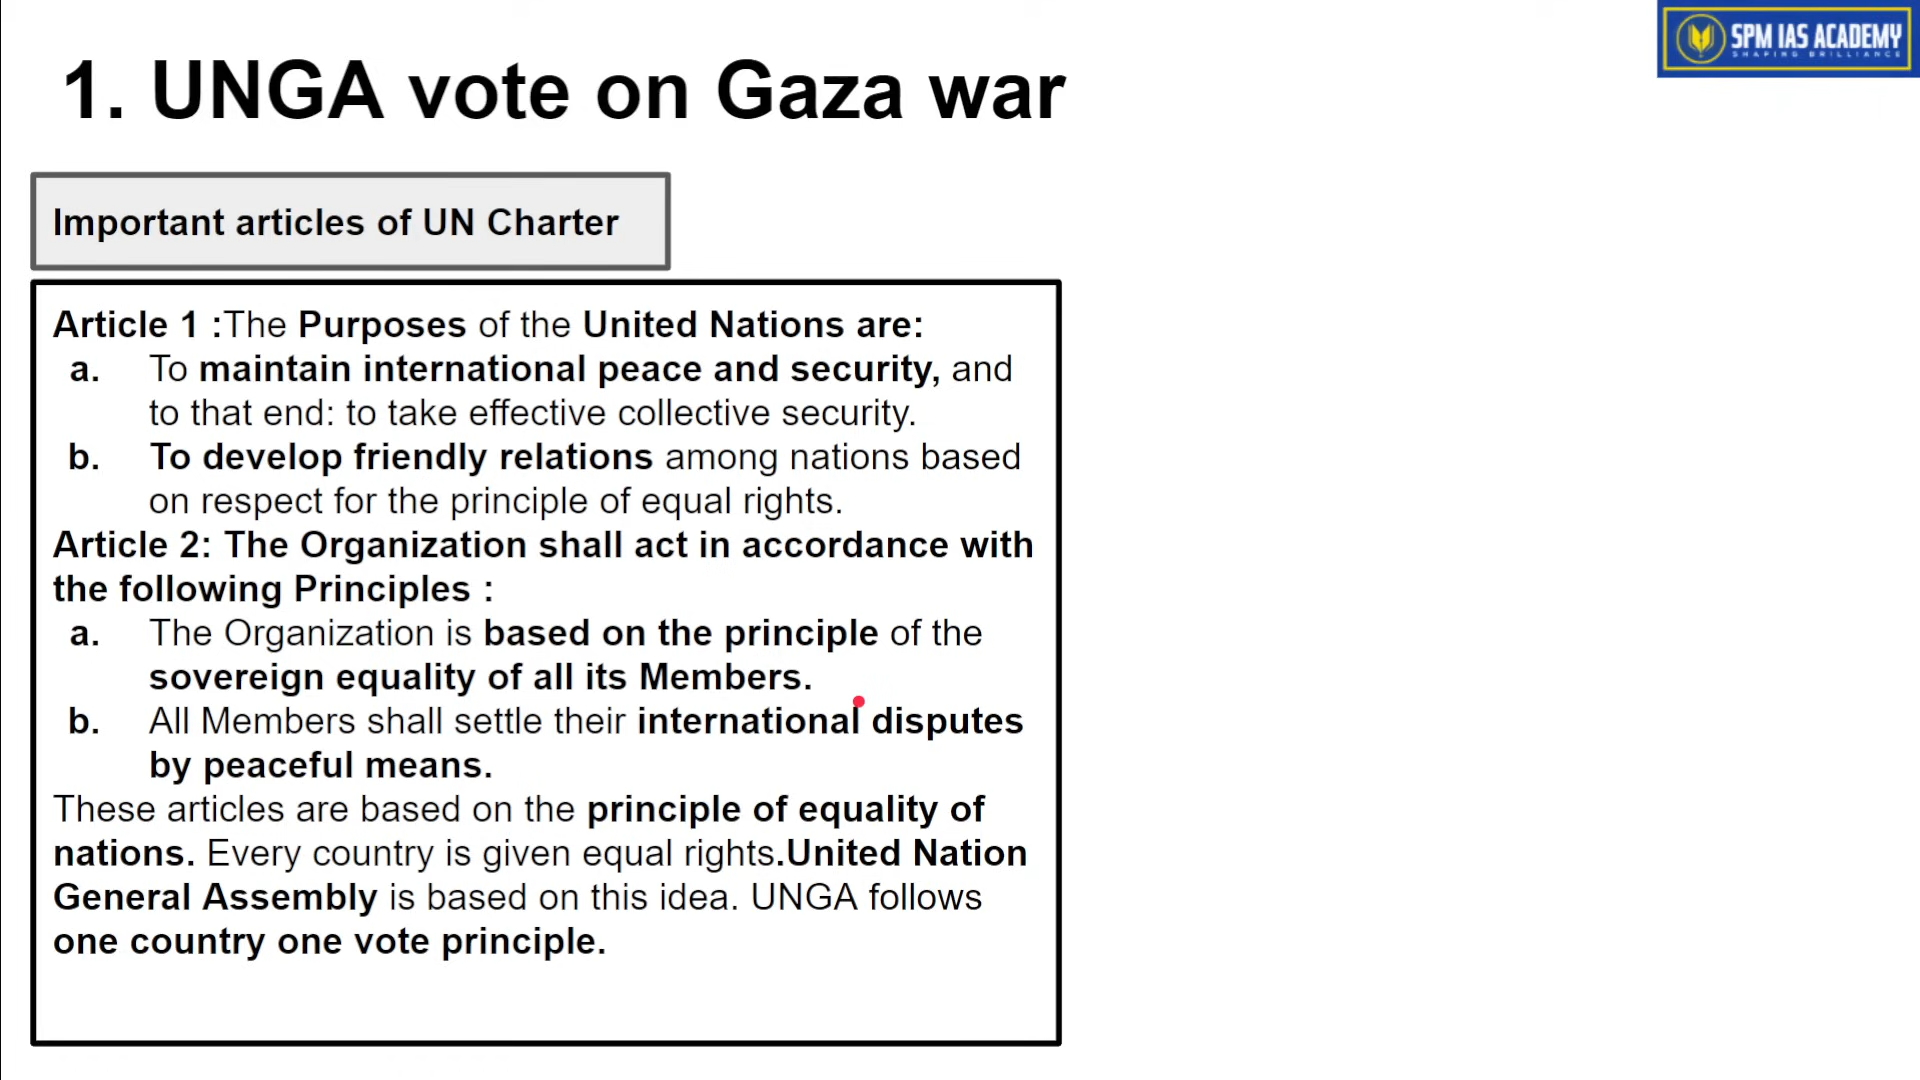 SPM IAS ACADEMY
SHAPING BRILLIANCE
1. UNGA vote on Gaza war
Important articles of UN Charter
Article 1 :The Purposes of the United Nations are:
a. To maintain international peace and security, and
to that end: to take effective collective security.
b. To develop friendly relations among nations based
on respect for the principle of equal rights.
Article 2: The Organization shall act in accordance with
the following Principles :
a. The Organization is based on the principle of the
sovereign equality of all its Members.
b. All Members shall settle their international disputes
by peaceful means.
These articles are based on the principle of equality of
nations. Every country is given equal rights.United Nation
General Assembly is based on this idea. UNGA follows
one country one vote principle.